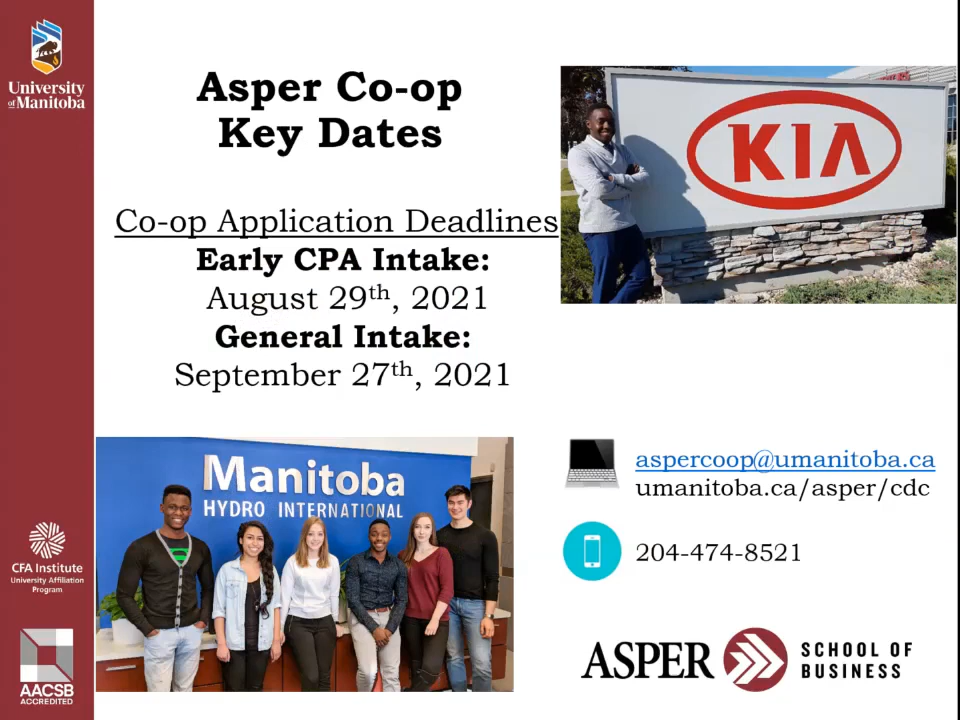 University
of Manitoba
Asper Co-op
Key Dates
Co-op Application Deadlines
Early CPA Intake:
August 29th, 2021
General Intake:
September 27th, 2021
KIA
Manitoba
HYDRO INTERNATIONAL
aspercoop@umanitoba.ca
umanitoba.ca/asper/cdc
204-474-8521
CFA Institute
University Affiliation
Program
AACSB
ACCREDITED
ASPER
SCHOOL OF
BUSINESS